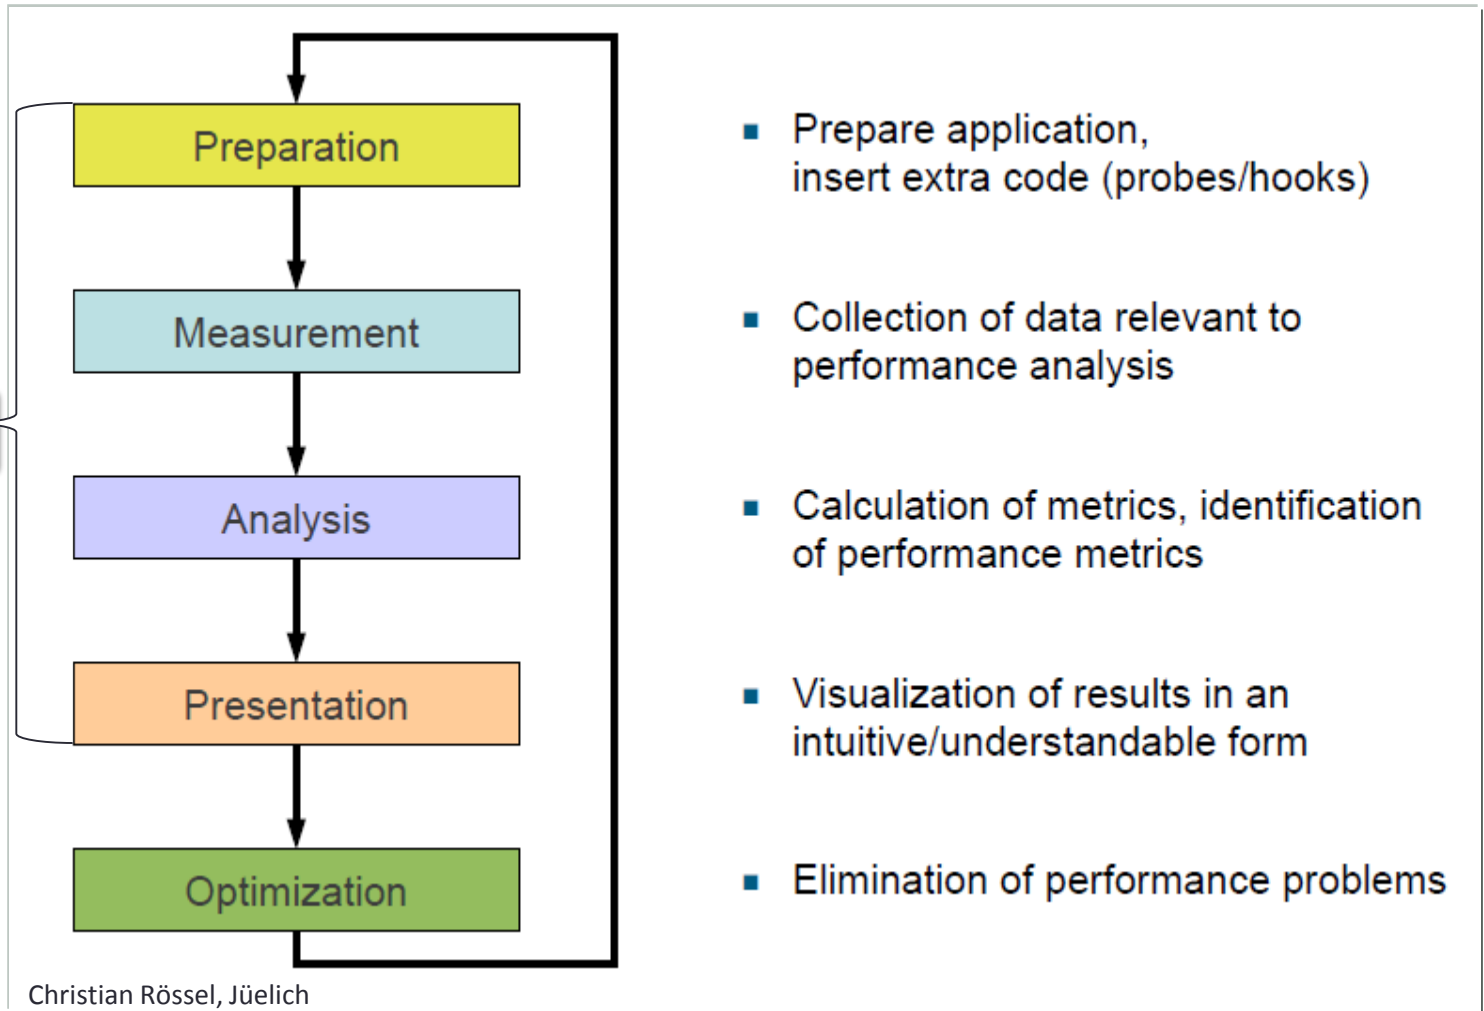 Preparation
Prepare application,
insert extra code (probes/hooks)
Measurement
Collection of data relevant to
performance analysis
Analysis
Calculation of metrics, identification
of performance metrics
Presentation
Visualization of results in an
intuitive/understandable form
Optimization
Elimination of performance problems
Christian Rössel, Jüelich